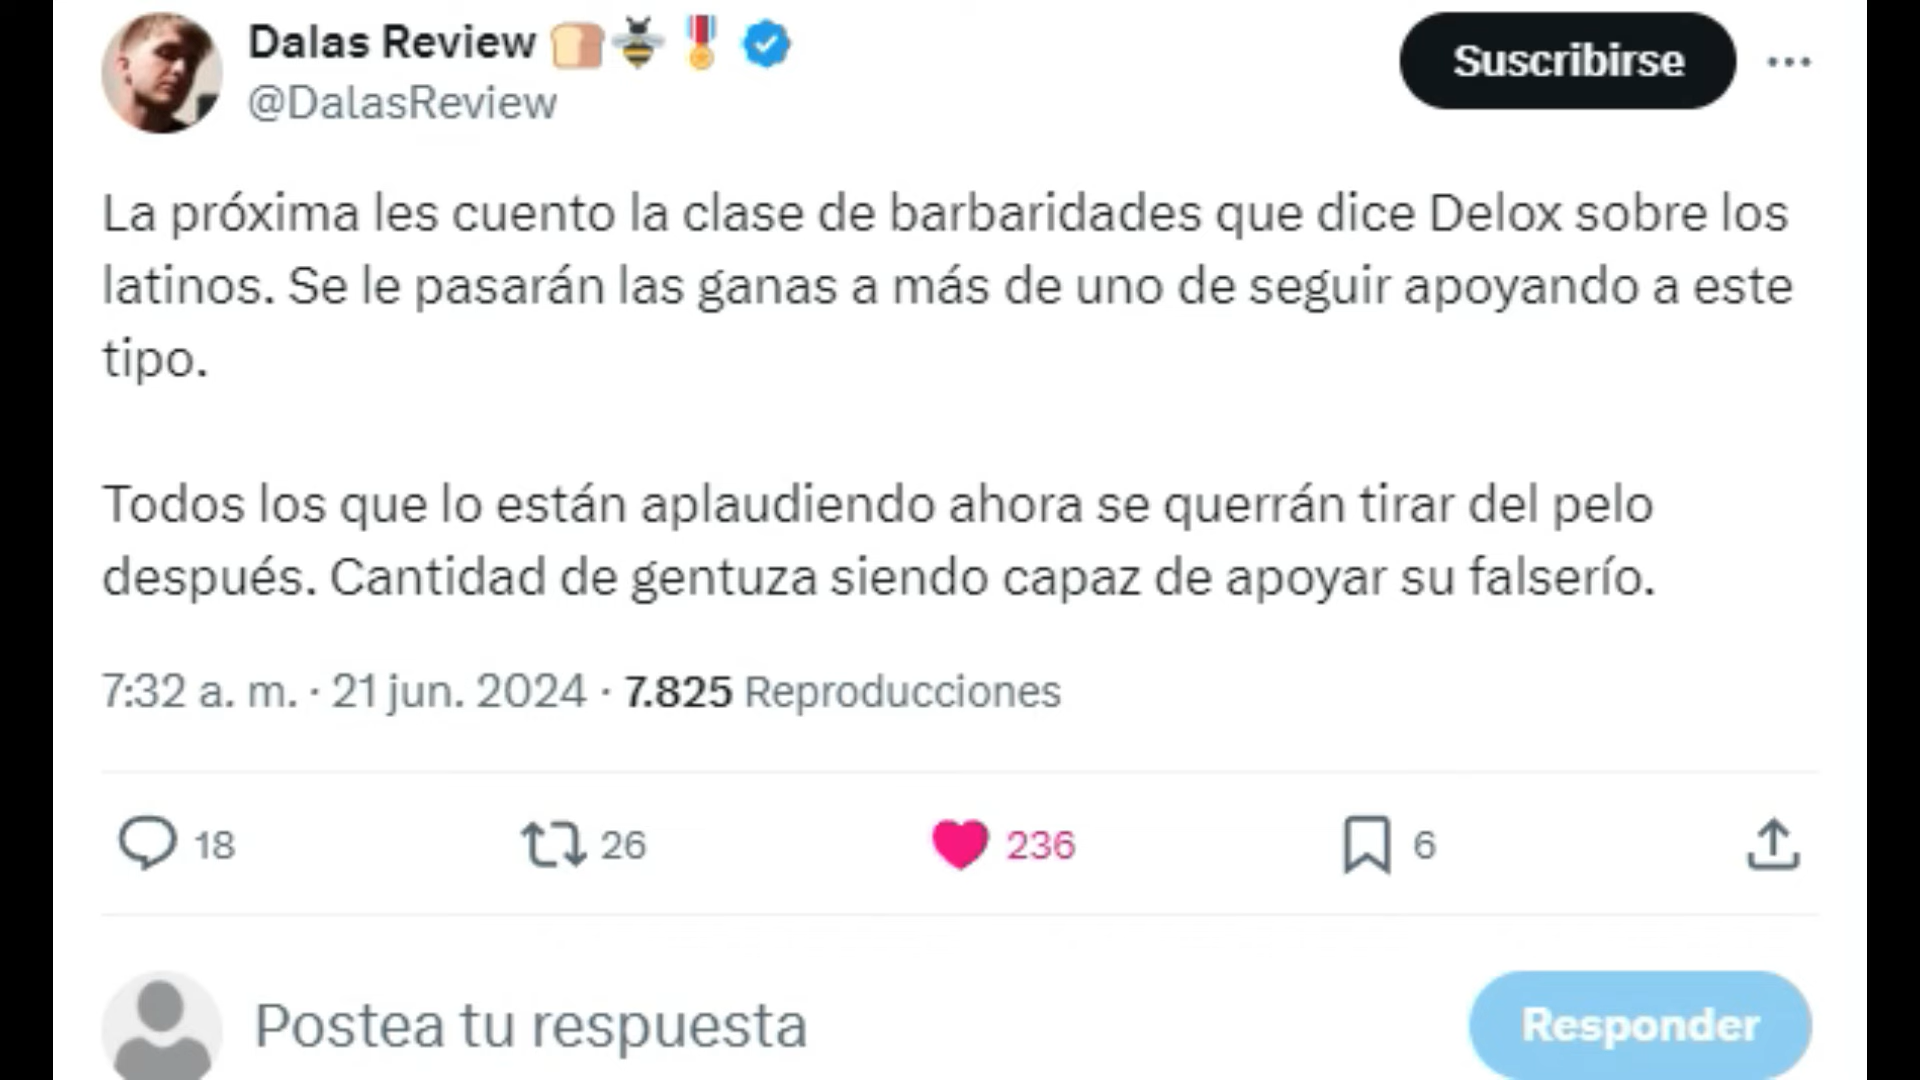 Dalas Review
@DalasReview
Suscribirse
La próxima les cuento la clase de barbaridades que dice Delox sobre los
latinos. Se le pasarán las ganas a más de uno de seguir apoyando a este
tipo.
Todos los que lo están aplaudiendo ahora se querrán tirar del pelo
después. Cantidad de gentuza siendo capaz de apoyar su falserío.
7:32 a. m. · 21 jun. 2024 · 7.825 Reproducciones
18 26 236 6
Postea tu respuesta
Responder